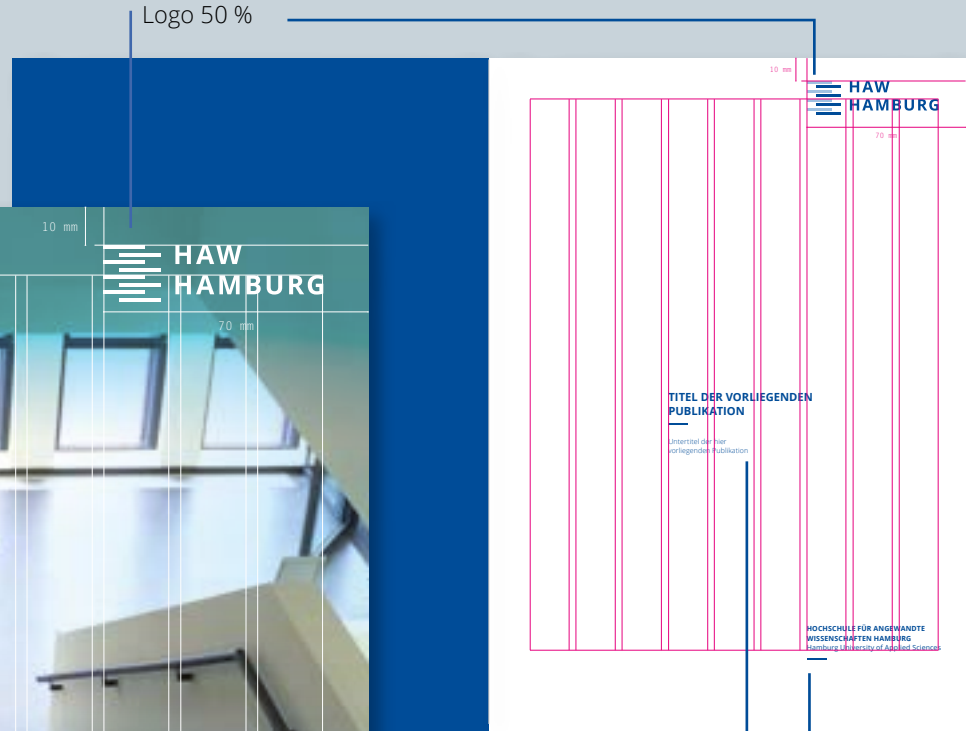 Logo 50 %
10 mm
HAW
HAMBURG
70 mm
10 mm
HAW
HAMBURG
70 mm
TITEL DER VORLIEGENDEN
PUBLIKATION
Untertitel der hier
vorliegenden Publikation
HOCHSCHULE FÜR ANGEWANDTE
WISSENSCHAFTEN HAMBURG
Hamburg University of Applied Sciences